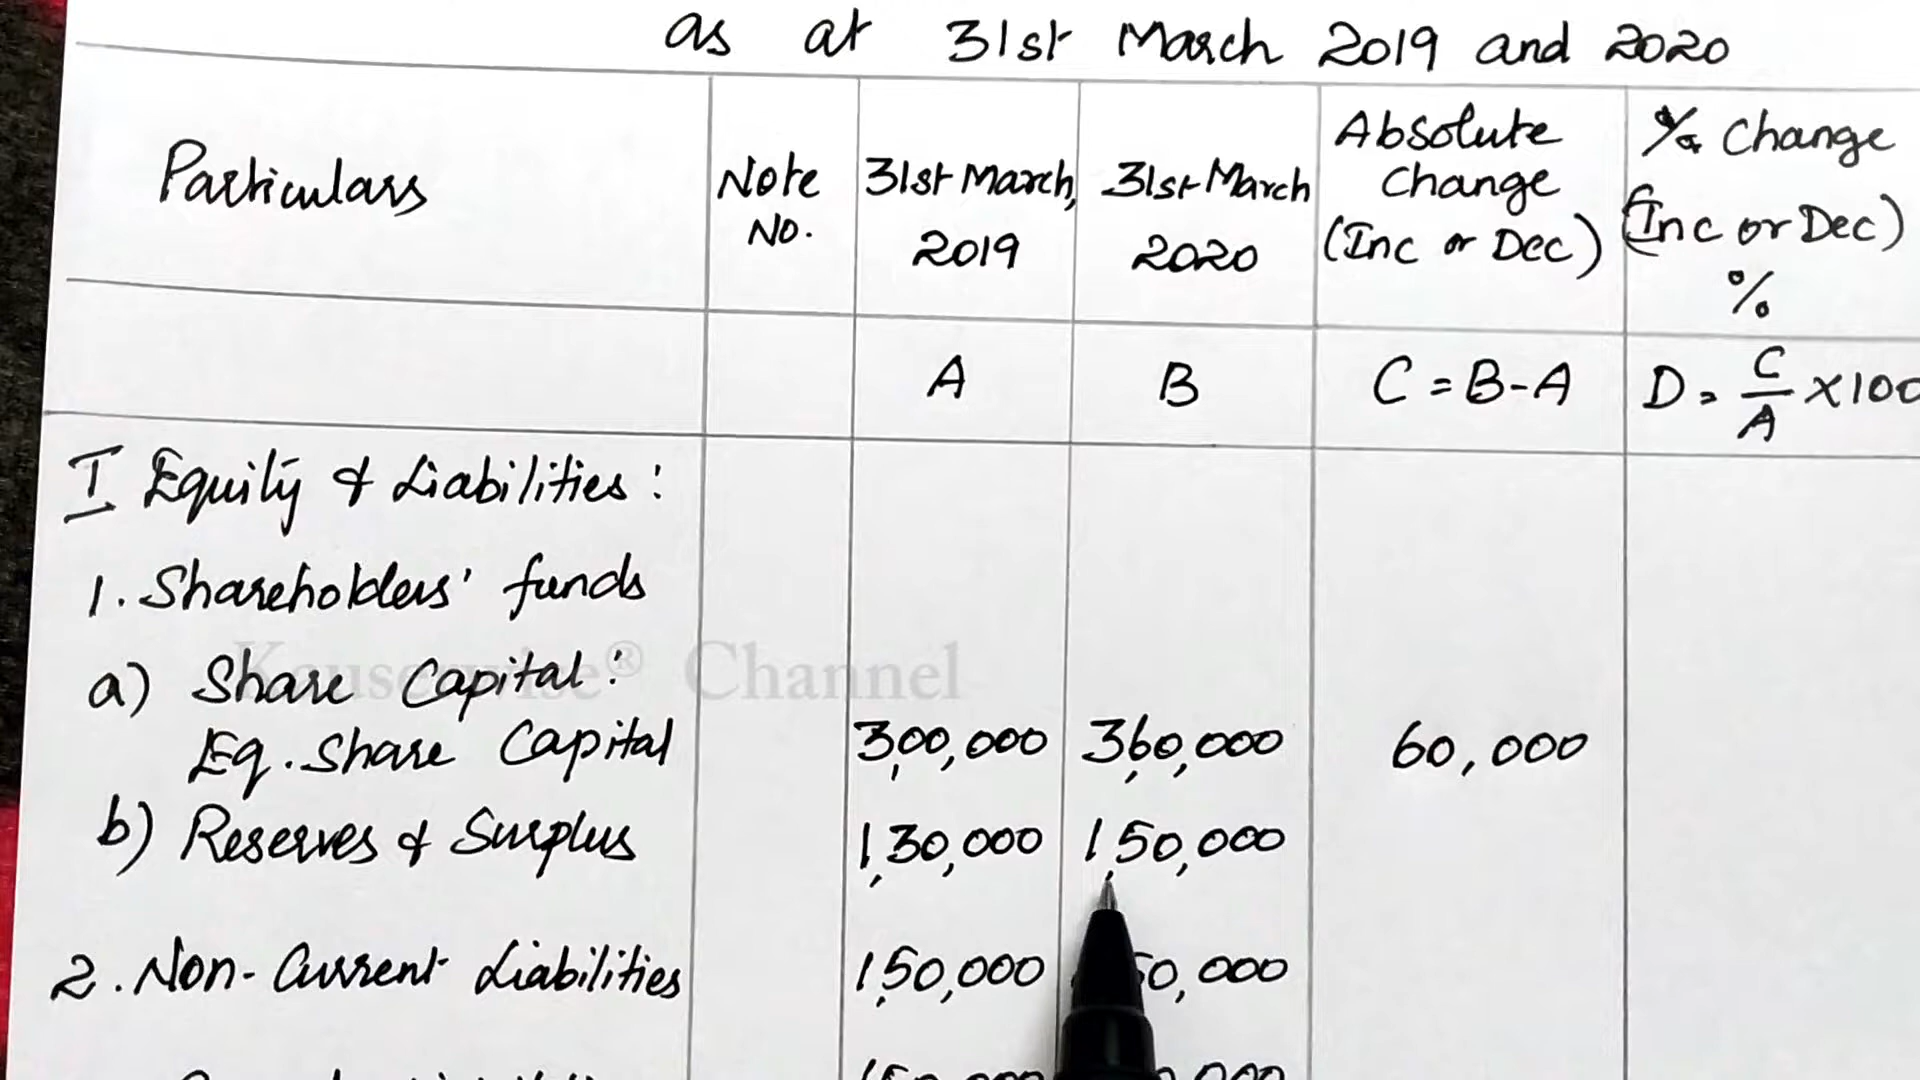 as at 31st March 2019 and 2020
Particulars
Note No.
31st March, 2019
31st March 2020
Absolute Change (Inc or Dec)
% Change (Inc or Dec) %
A B C = B-A D = C/A x100
I Equity & Liabilities:
1. Shareholders' funds
Kauserwise® Channel
a) Share Capital:
Eq. Share Capital 3,00,000 3,60,000 60,000
b) Reserves & Surplus 1,30,000 1,50,000
2. Non-Current Liabilities 1,50,000